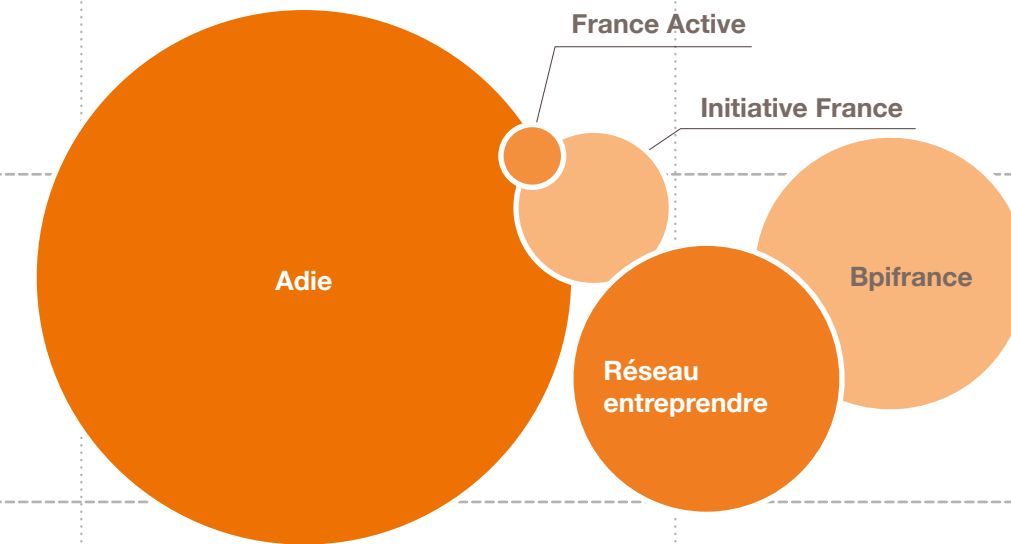 France Active
Initiative France
Adie
Bpifrance
Réseau
entreprendre